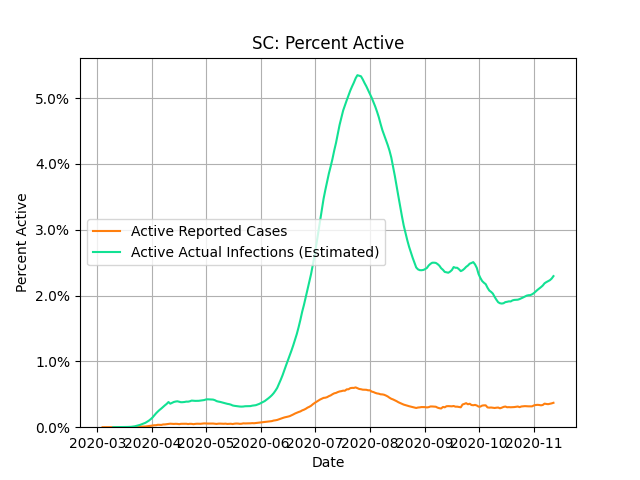 SC: Percent Active
Percent Active
5.0%
4.0%
3.0%
2.0%
1.0%
0.0%
Active Reported Cases
Active Actual Infections (Estimated)
2020-03 2020-04 2020-05 2020-06 2020-07 2020-08 2020-09 2020-10 2020-11
Date